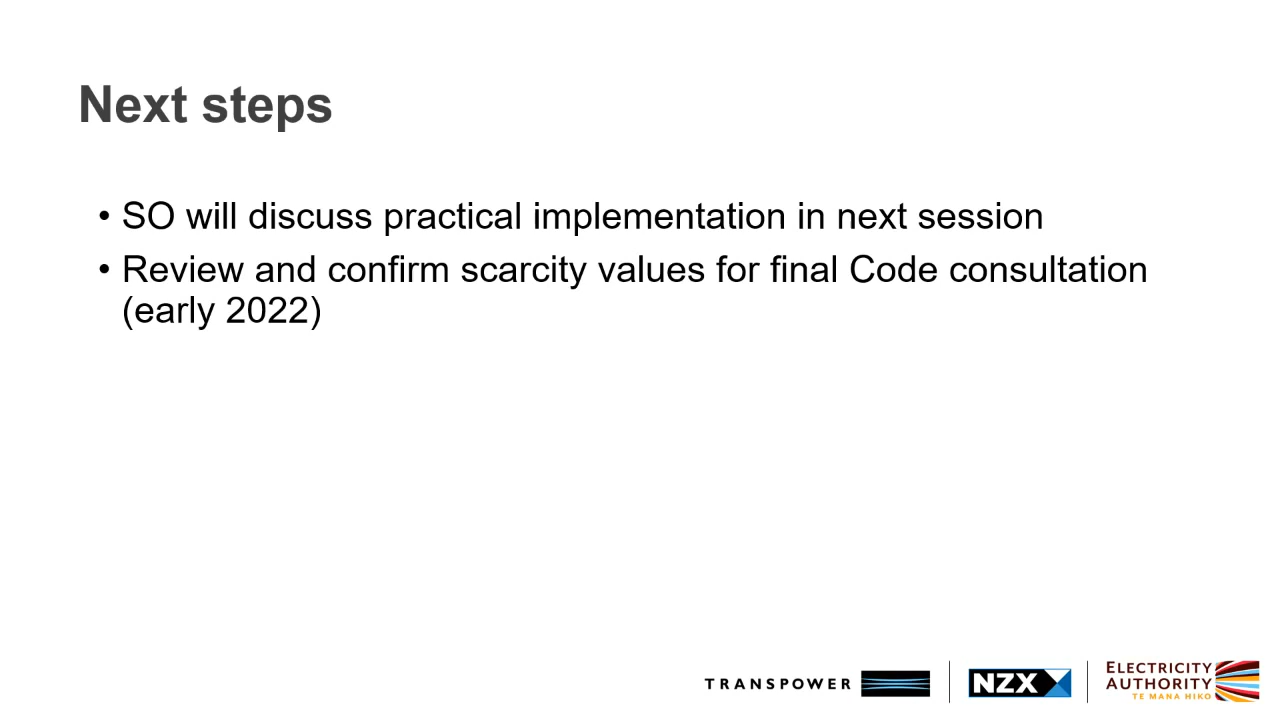 Next steps
• SO will discuss practical implementation in next session
• Review and confirm scarcity values for final Code consultation
(early 2022)
TRANSPOWER
NZX
ELECTRICITY
AUTHORITY
TE MANA HIKO